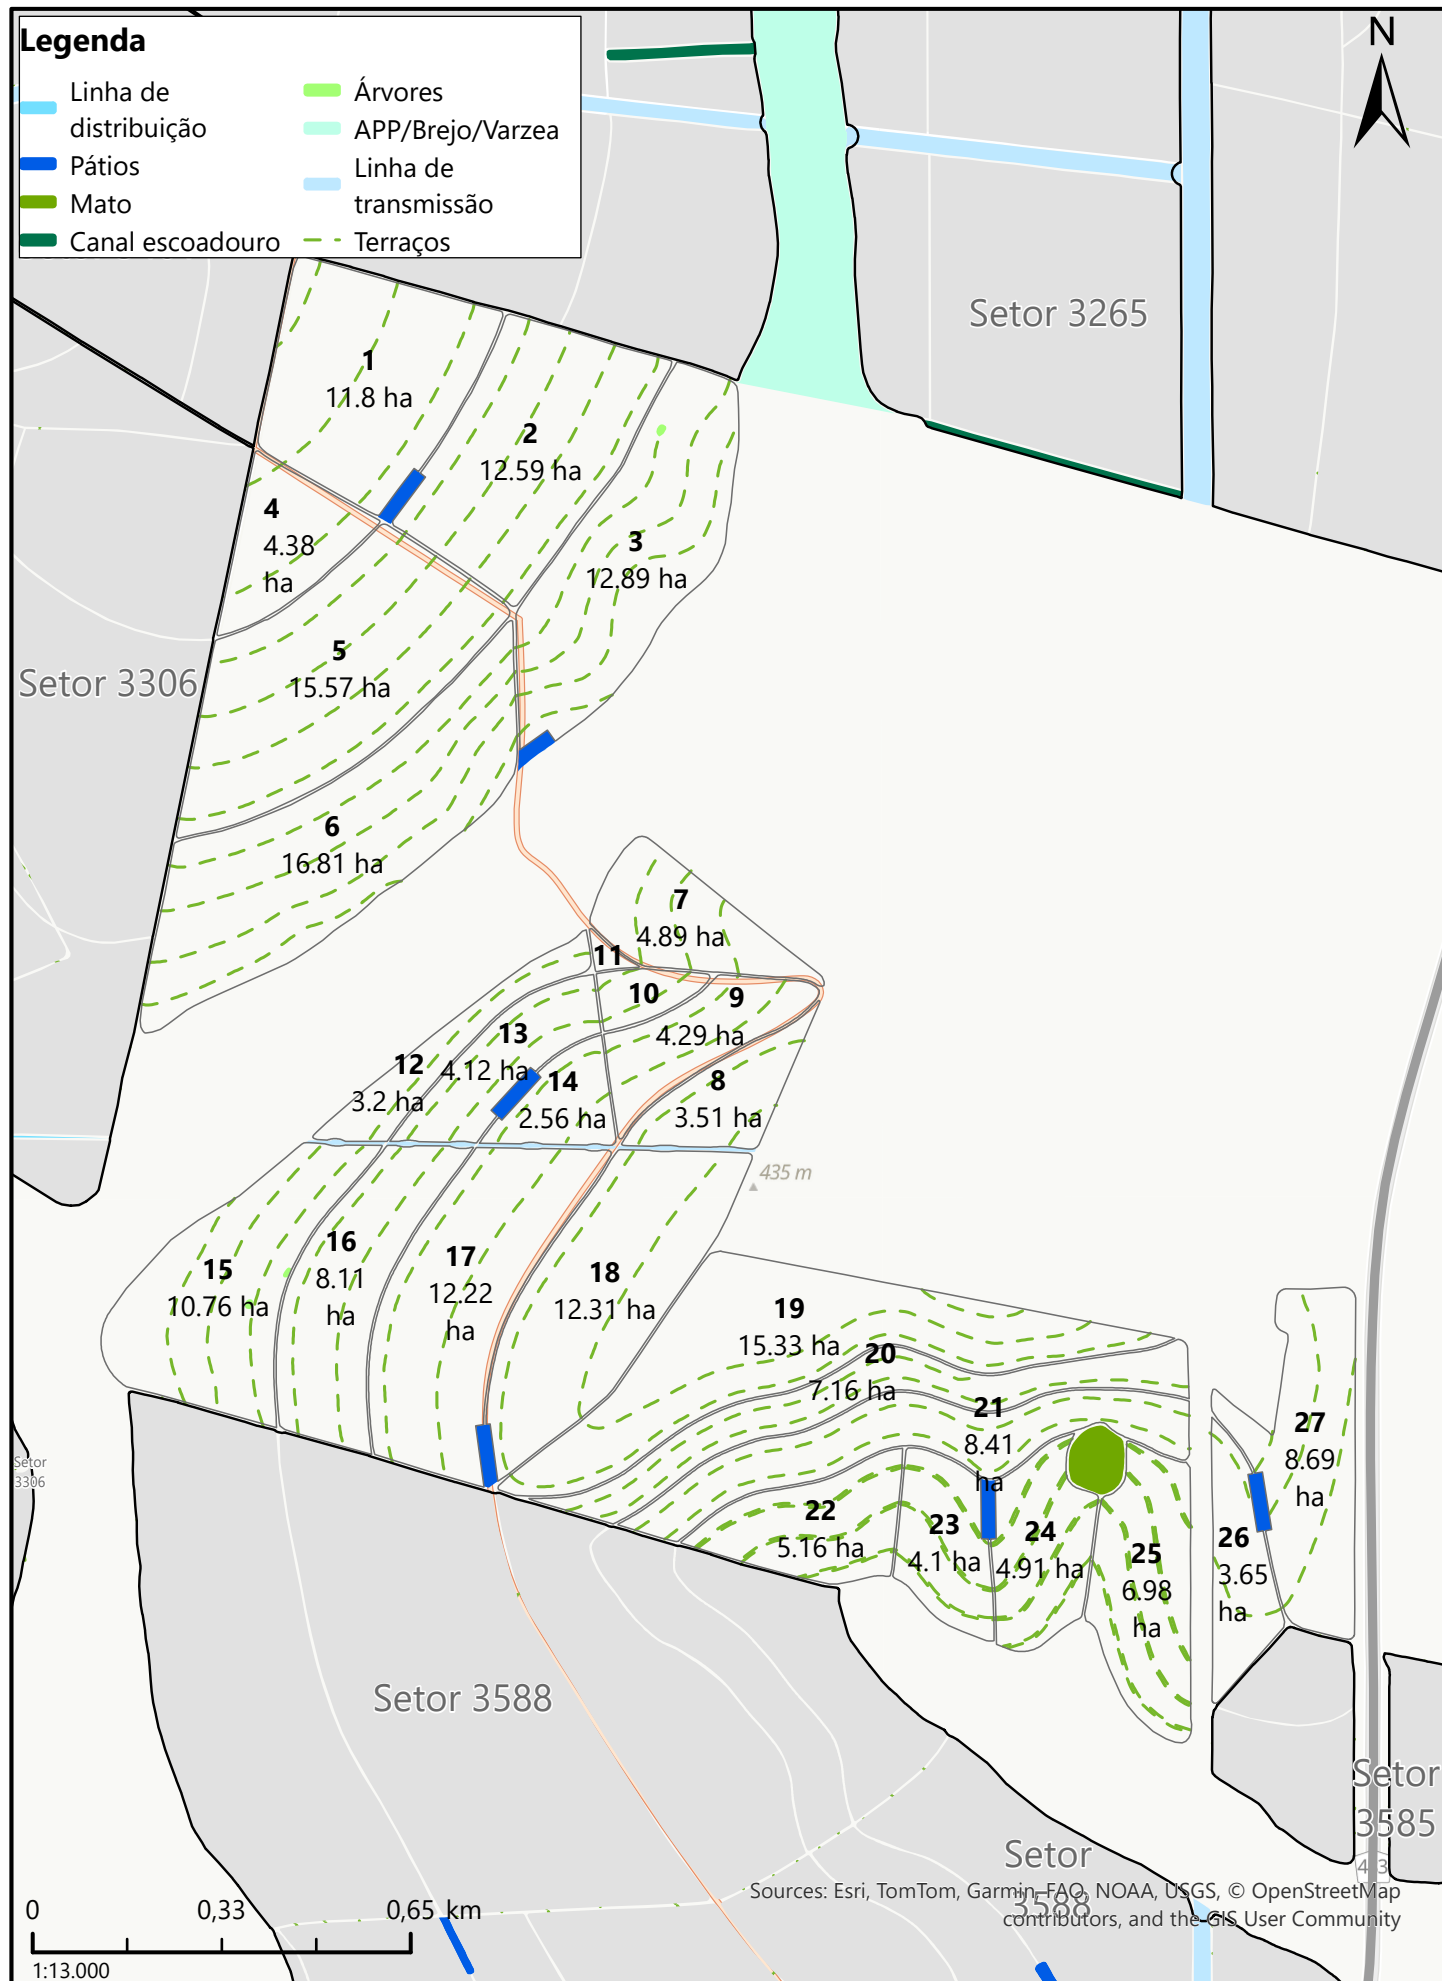 Legenda
Linha de
distribuição
Pátios
Mato
Canal escoadouro
Árvores
APP/Brejo/Varzea
Linha de
transmissão
Terraços
N
Setor 3265
1
11.8 ha
2
12.59 ha
3
12.89 ha
4
4.38
ha
5
15.57 ha
Setor 3306
6
16.81 ha
7
4.89 ha
11
10
9
4.29 ha
13
4.12 ha
12
3.2 ha
14
2.56 ha
8
3.51 ha
435 m
15
10.76 ha
16
8.11
ha
17
12.22
ha
18
12.31 ha
19
15.33 ha
20
7.16 ha
21
8.41
ha
27
8.69
ha
Setor
3306
22
5.16 ha
23
4.1 ha
24
4.91 ha
25
6.98
ha
26
3.65
ha
Setor 3588
Setor
3585
Setor
3588
Sources: Esri, TomTom, Garmin, FAO, NOAA, USGS, © OpenStreetMap
contributors, and the GIS User Community
0 0,33 0,65 km
1:13.000